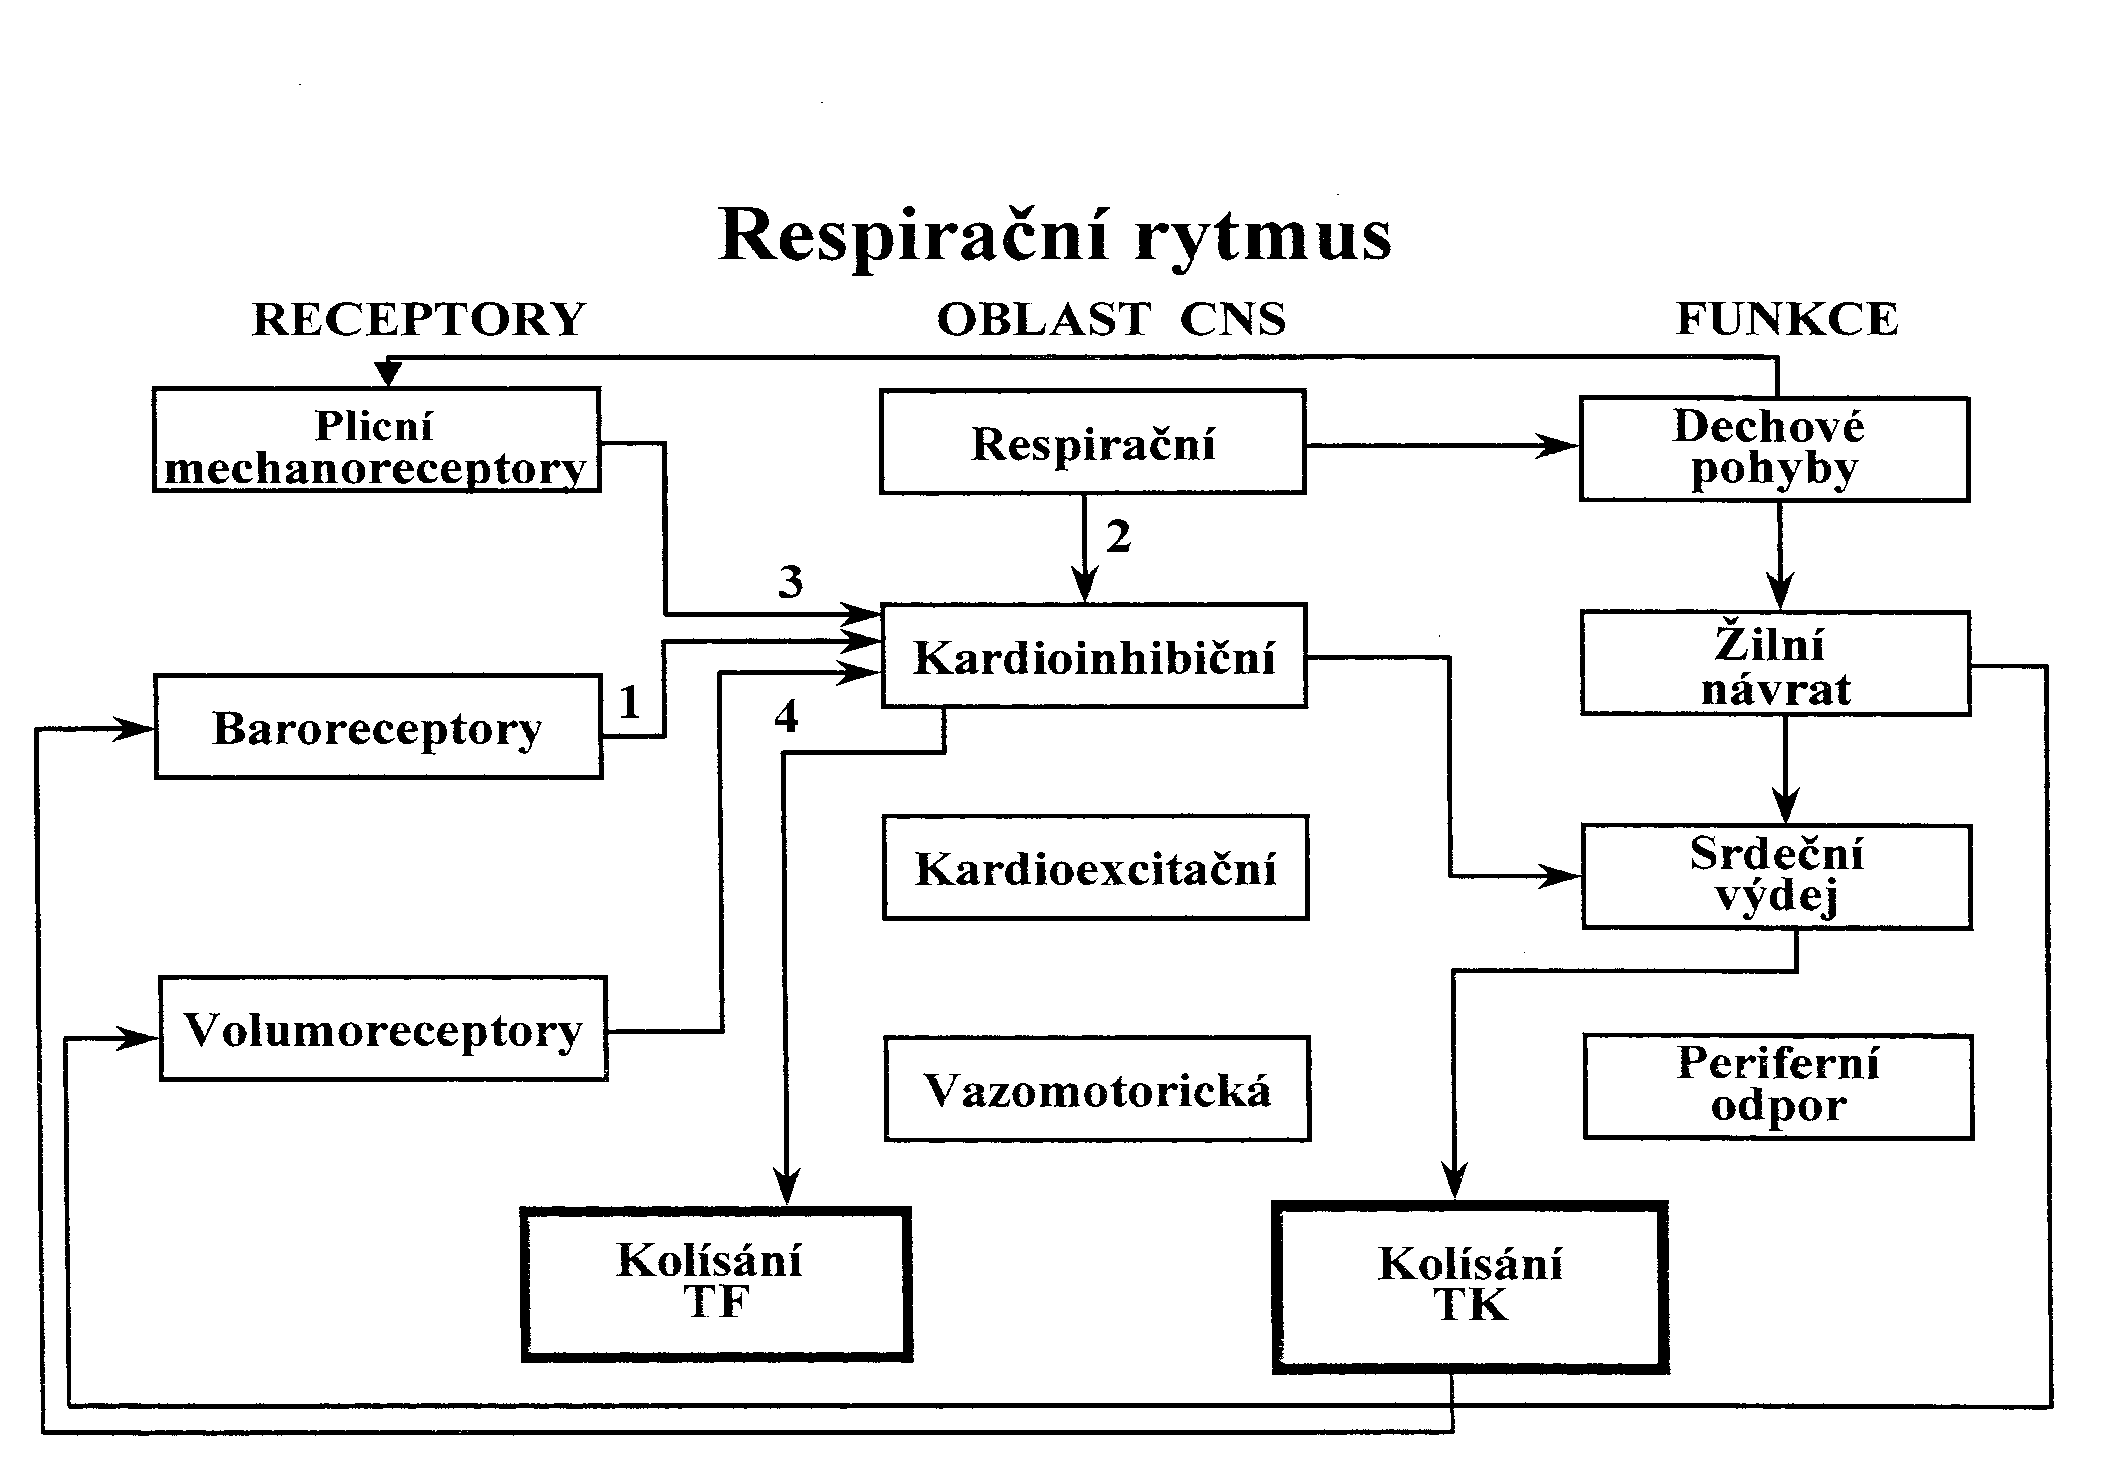 Respirační rytmus
RECEPTORY
OBLAST CNS
FUNKCE
Plicní
mechanoreceptory
Respirační
Dechové
pohyby
2
3
Kardioinhibiční
Žilní
návrat
Baroreceptory
1
4
Kardioexcitační
Srdeční
výdej
Volumoreceptory
Vazomotorická
Periferní
odpor
Kolísání
TF
Kolísání
TK